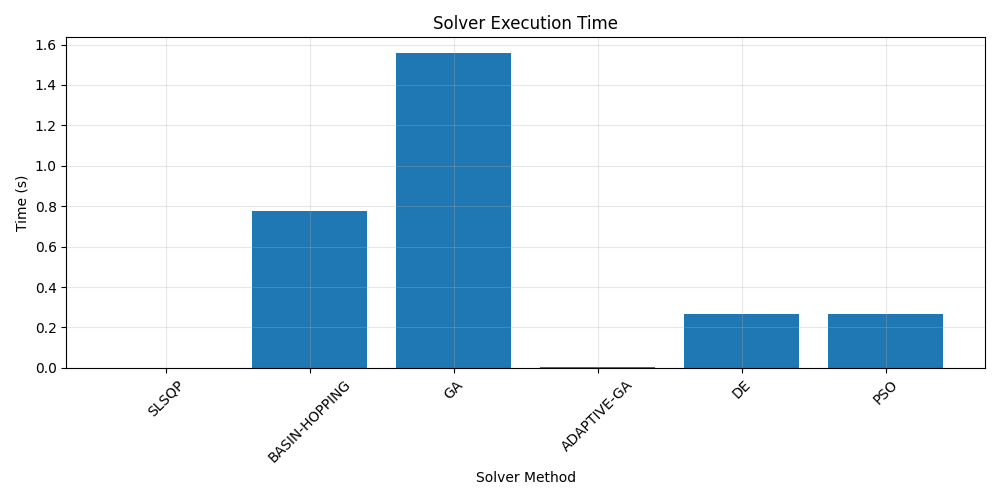 Solver Execution Time
Time (s)
1.6
1.4
1.2
1.0
0.8
0.6
0.4
0.2
0.0
SLSQP
BASIN-HOPPING
GA
ADAPTIVE-GA
DE
PSO
Solver Method